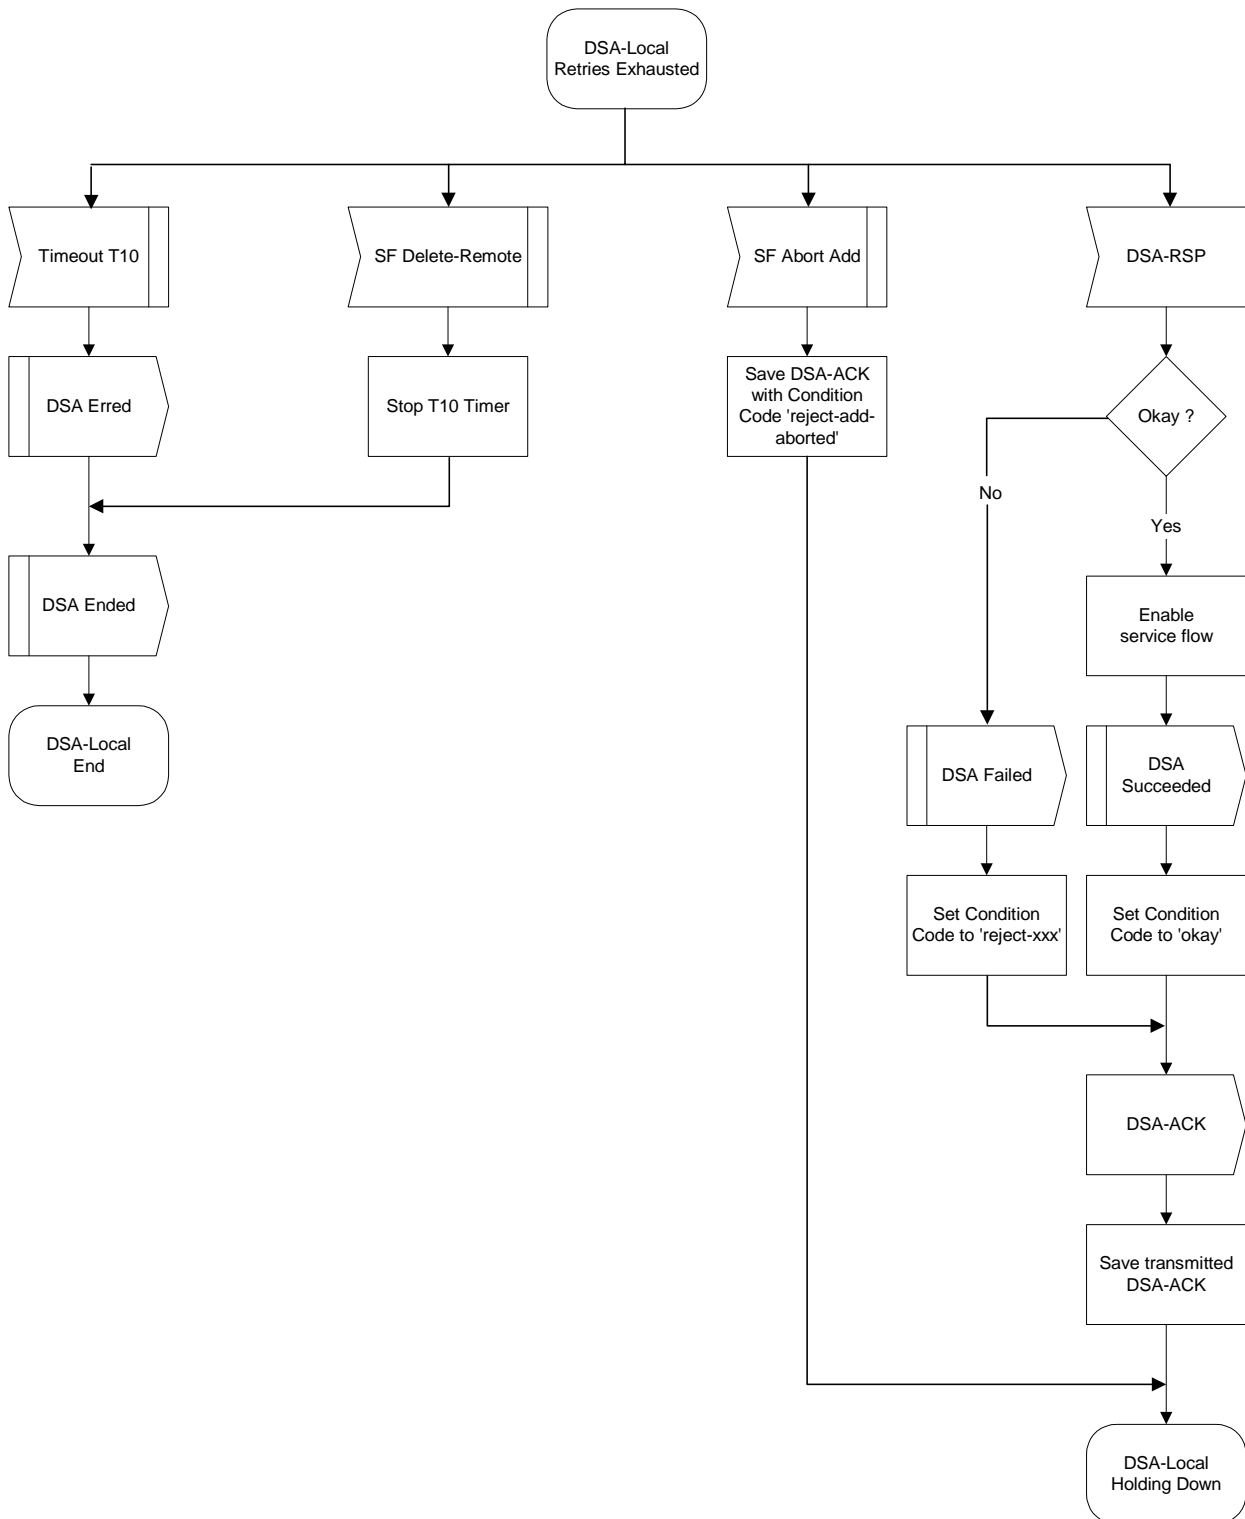 DSA-Local
Retries Exhausted
Timeout T10
SF Delete-Remote
SF Abort Add
DSA-RSP
DSA Erred
Stop T10 Timer
Save DSA-ACK
with Condition
Code 'reject-add-
aborted'
Okay ?
No
Yes
DSA Ended
Enable
service flow
DSA-Local
End
DSA Failed
DSA
Succeeded
Set Condition
Code to 'reject-xxx'
Set Condition
Code to 'okay'
DSA-ACK
Save transmitted
DSA-ACK
DSA-Local
Holding Down